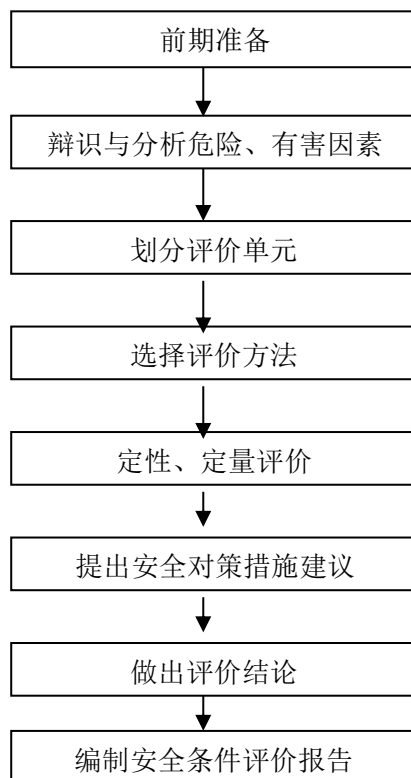 前期准备
辩识与分析危险、有害因素
划分评价单元
选择评价方法
定性、定量评价
提出安全对策措施建议
做出评价结论
编制安全条件评价报告